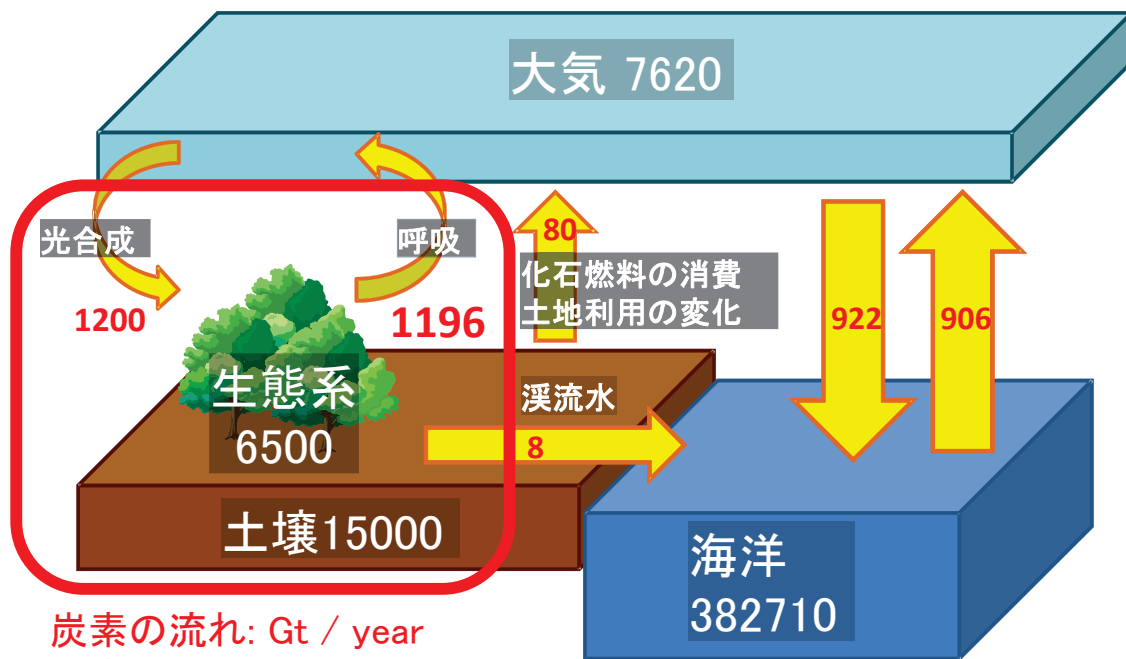 大気 7620
光合成
呼吸
80
化石燃料の消費
土地利用の変化
1200
1196
922
906
生態系
6500
渓流水
8
土壌15000
海洋
382710
炭素の流れ: Gt / year